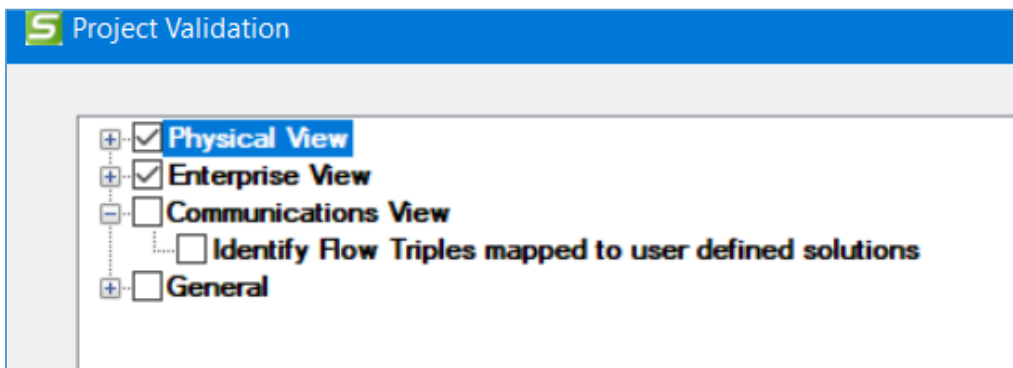 S Project Validation
Physical View
Enterprise View
Communications View
Identify Flow Triples mapped to user defined solutions
General